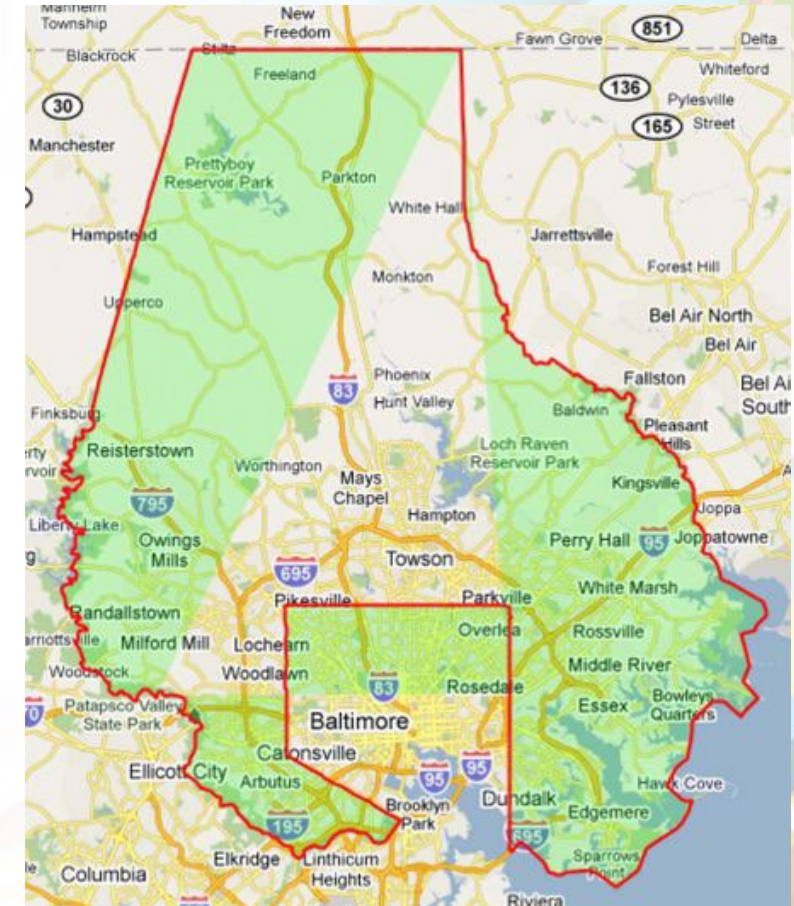 Township
New
Freedom
851
Fawn Grove
Delta
Stiltz
Blackrock
Freeland
Whiteford
136
30
Pylesville
165
Street
Manchester
Prettyboy
Reservoir Park
Parkton
White Hall
Hampstead
Jarrettsville
Forest Hill
Monkton
Upperco
Bel Air North
Bel Air
Phoenix
83
Fallston
Hunt Valley
Baldwin
South
Finksburg
Pleasant
Hills
Reisterstown
Loch Raven
Reservoir Park
Worthington
Mays
Chapel
Kingsville
795
Hampton
Joppa
Liberty Lake
Owings
Mills
Perry Hall
95
Joppatowne
Towson
695
White Marsh
Pikesville
Parkville
Randallstown
Overlea
Rossville
Milford Mill
Lochearn
Middle River
Woodstock
Woodlawn
83
Rosedale
Bowleys
Quarters
Essex
Patapsco Valley
State Park
Baltimore
Catonsville
95
95
Ellicott City
Arbutus
Hawk Cove
Dundalk
Brooklyn
Park
Edgemere
195
695
Elkridge
Linthicum
Heights
Sparrows
Point
Columbia
Riviera